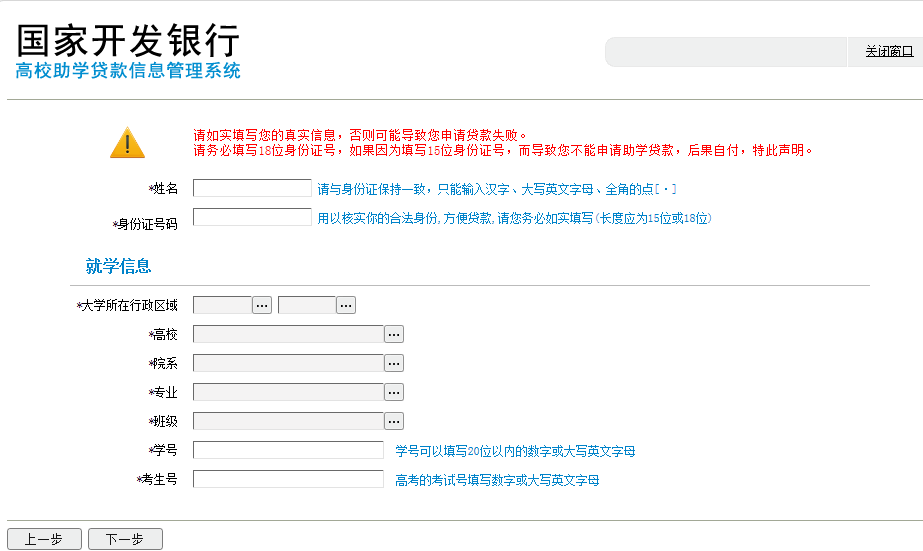 国家开发银行
高校助学贷款信息管理系统
关闭窗口
请如实填写您的真实信息，否则可能导致您申请贷款失败。
请务必填写18位身份证号，如果因为填写15位身份证号，而导致您不能申请助学贷款，后果自付，特此声明。
*姓名 请与身份证保持一致，只能输入汉字、大写英文字母、全角的点[·]
*身份证号码 用以核实你的合法身份,方便贷款,请您务必如实填写(长度应为15位或18位)
就学信息
*大学所在行政区域 ... ...
*高校 ...
*院系 ...
*专业 ...
*班级 ...
*学号 学号可以填写20位以内的数字或大写英文字母
*考生号 高考的考试号填写数字或大写英文字母
上一步 下一步